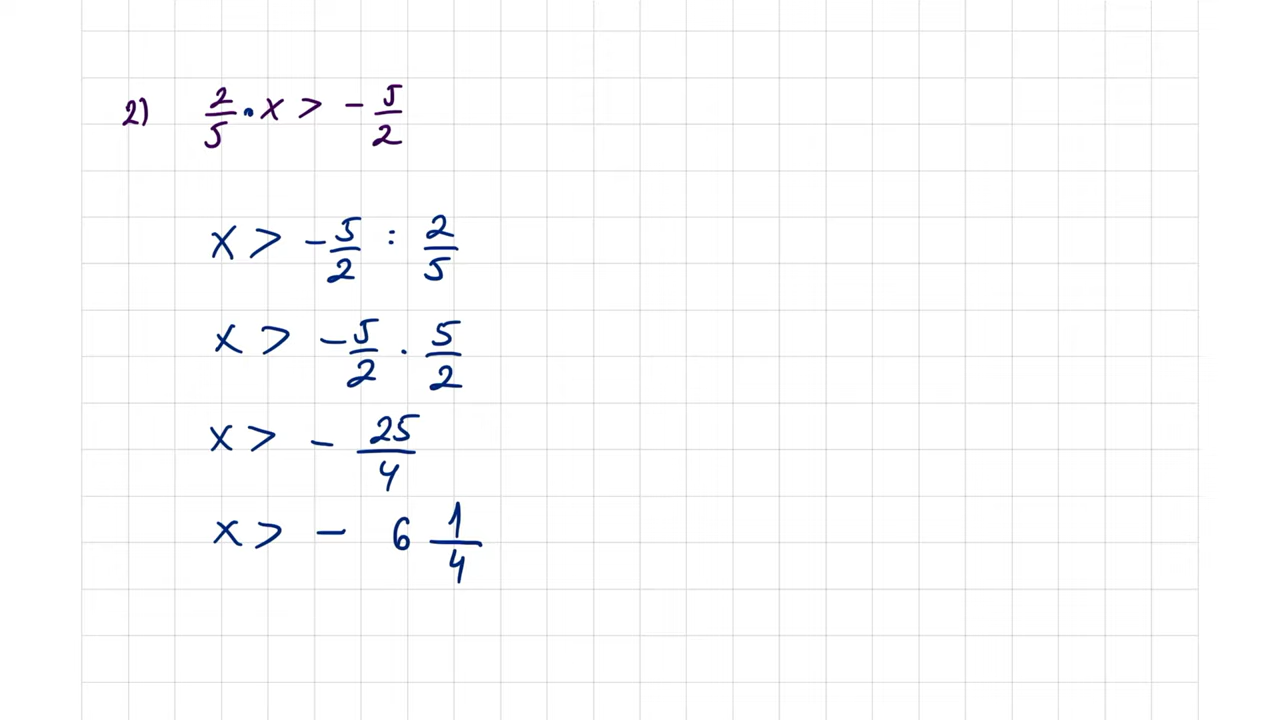 2) 2/5 · x > - 5/2
x > - 5/2 : 2/5
x > - 5/2 · 5/2
x > - 25/4
x > - 6 1/4